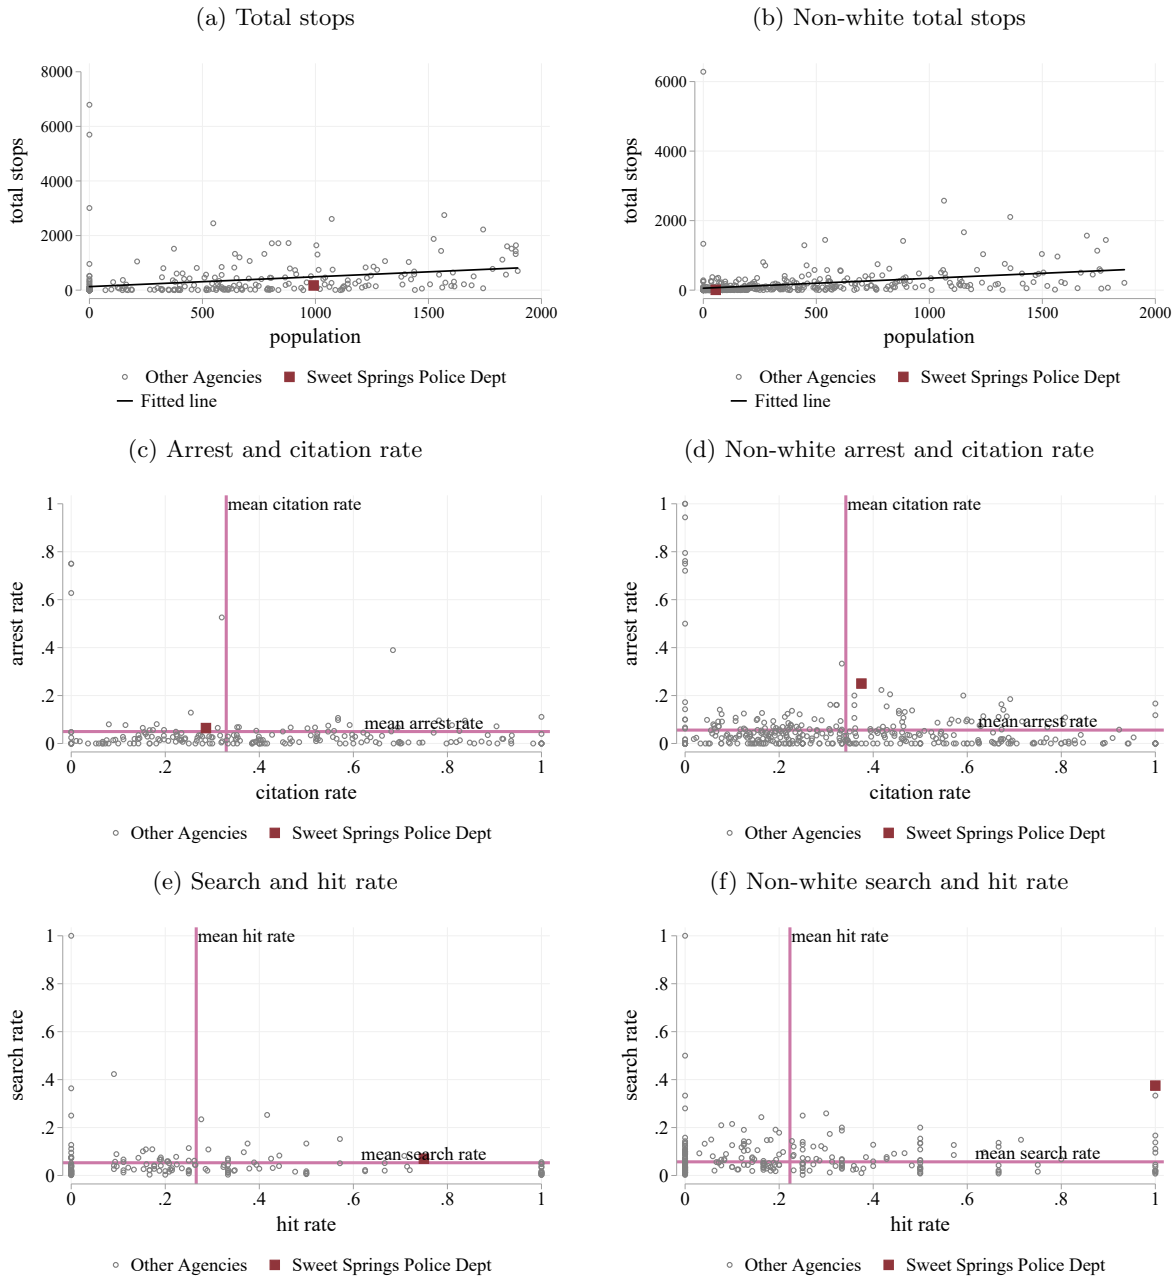 (a) Total stops
(b) Non-white total stops
8000
6000
4000
2000
0
total stops
0 500 1000 1500 2000
population
Other Agencies Sweet Springs Police Dept
Fitted line
6000
4000
2000
0
total stops
0 500 1000 1500 2000
population
Other Agencies Sweet Springs Police Dept
Fitted line
(c) Arrest and citation rate
(d) Non-white arrest and citation rate
1
.8
.6
.4
.2
0
arrest rate
mean citation rate
mean arrest rate
0 .2 .4 .6 .8 1
citation rate
Other Agencies Sweet Springs Police Dept
1
.8
.6
.4
.2
0
arrest rate
mean citation rate
mean arrest rate
0 .2 .4 .6 .8 1
citation rate
Other Agencies Sweet Springs Police Dept
(e) Search and hit rate
(f) Non-white search and hit rate
1
.8
.6
.4
.2
0
search rate
mean hit rate
mean search rate
0 .2 .4 .6 .8 1
hit rate
Other Agencies Sweet Springs Police Dept
1
.8
.6
.4
.2
0
search rate
mean hit rate
mean search rate
0 .2 .4 .6 .8 1
hit rate
Other Agencies Sweet Springs Police Dept